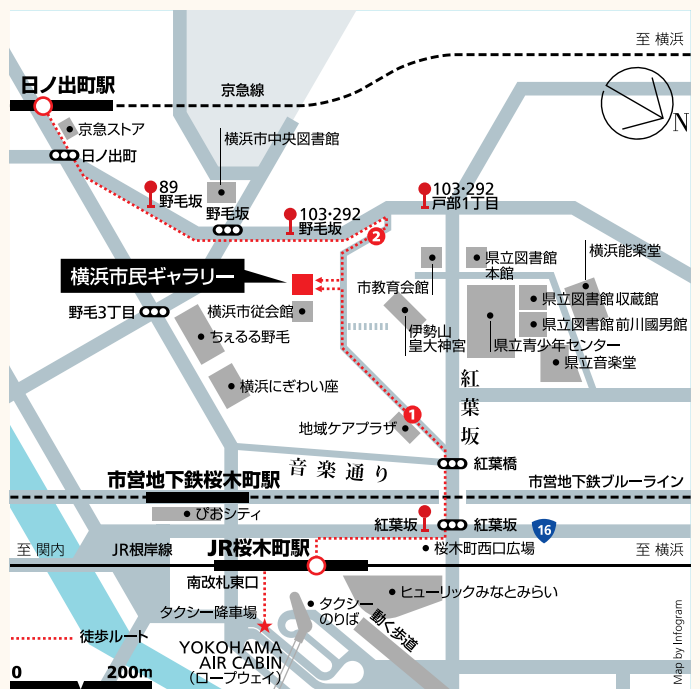 至 横浜
日ノ出町駅
京急線
N
京急ストア
横浜市中央図書館
日ノ出町
89
野毛坂
野毛坂
103・292
野毛坂
103・292
戸部1丁目
2
横浜市民ギャラリー
県立図書館
本館
横浜能楽堂
市教育会館
野毛3丁目
横浜市従会館
県立図書館収蔵館
伊勢山
皇大神宮
県立図書館前川國男館
ちぇるる野毛
県立青少年センター
県立音楽堂
横浜にぎわい座
紅葉坂
1
地域ケアプラザ
音楽通り
紅葉橋
市営地下鉄桜木町駅
市営地下鉄ブルーライン
ぴおシティ
紅葉坂
紅葉坂
16
至 関内
JR根岸線
JR桜木町駅
桜木町西口広場
至 横浜
南改札東口
ヒューリックみなとみらい
タクシー降車場
タクシー
のりば
動く歩道
徒歩ルート
YOKOHAMA
AIR CABIN
（ロープウェイ）
0
200m
Map by Infogram